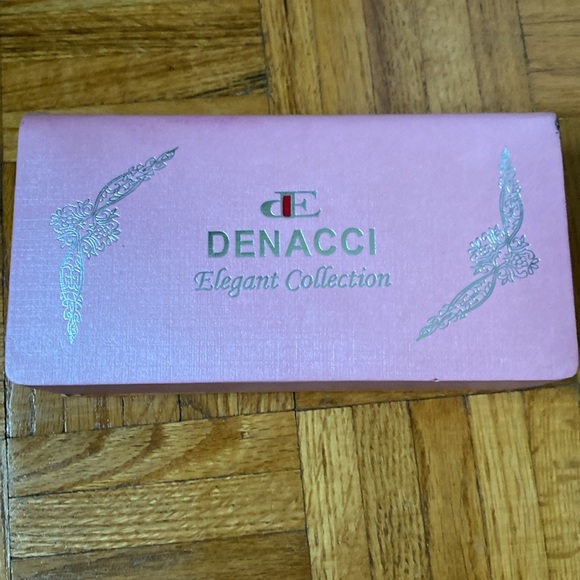 dE
DENACCI
Elegant Collection